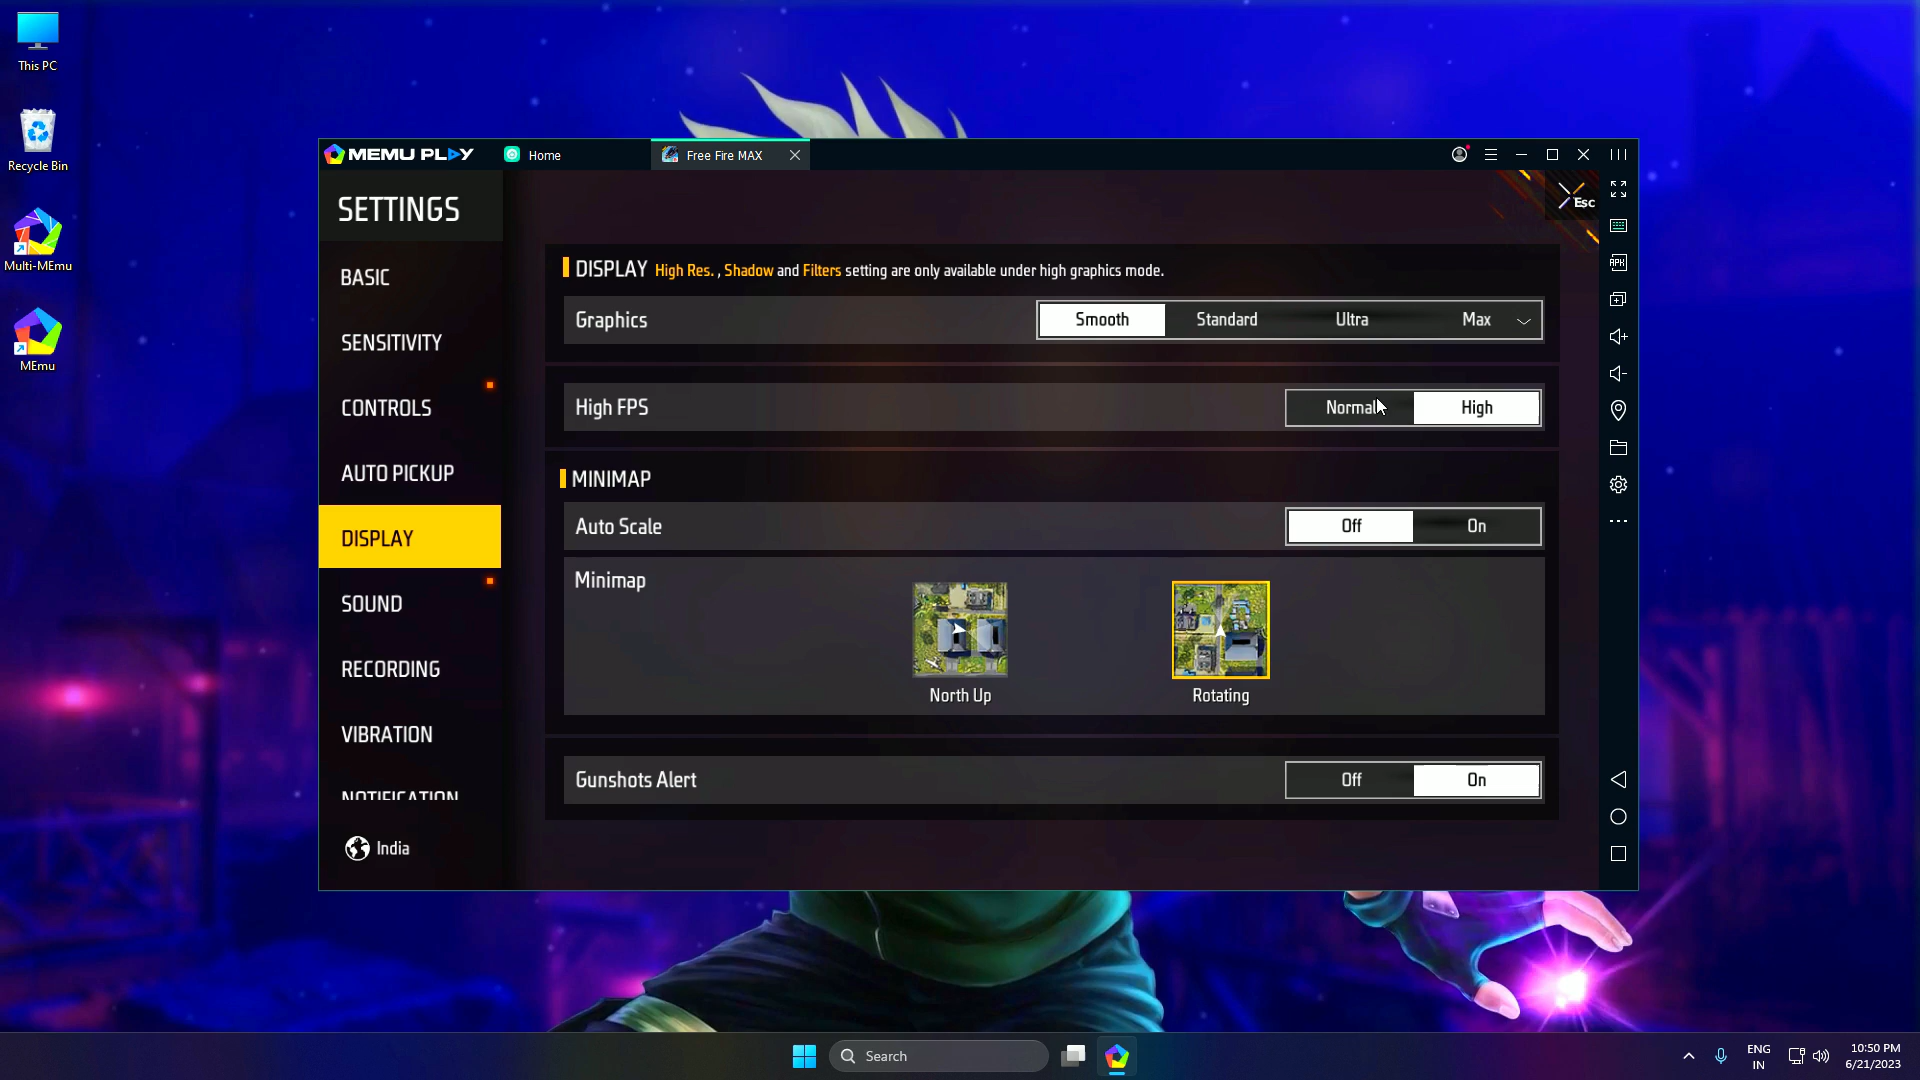 This PC
Recycle Bin
Multi-MEmu
MEmu
MEMU PLAY
Home
Free Fire MAX
Esc
SETTINGS
BASIC
SENSITIVITY
CONTROLS
AUTO PICKUP
DISPLAY
SOUND
RECORDING
VIBRATION
NOTIFICATION
India
DISPLAY High Res. , Shadow and Filters setting are only available under high graphics mode.
Graphics Smooth Standard Ultra Max
High FPS Normal High
MINIMAP
Auto Scale Off On
Minimap
North Up Rotating
Gunshots Alert Off On
APK
Search
ENG
IN
10:50 PM
6/21/2023